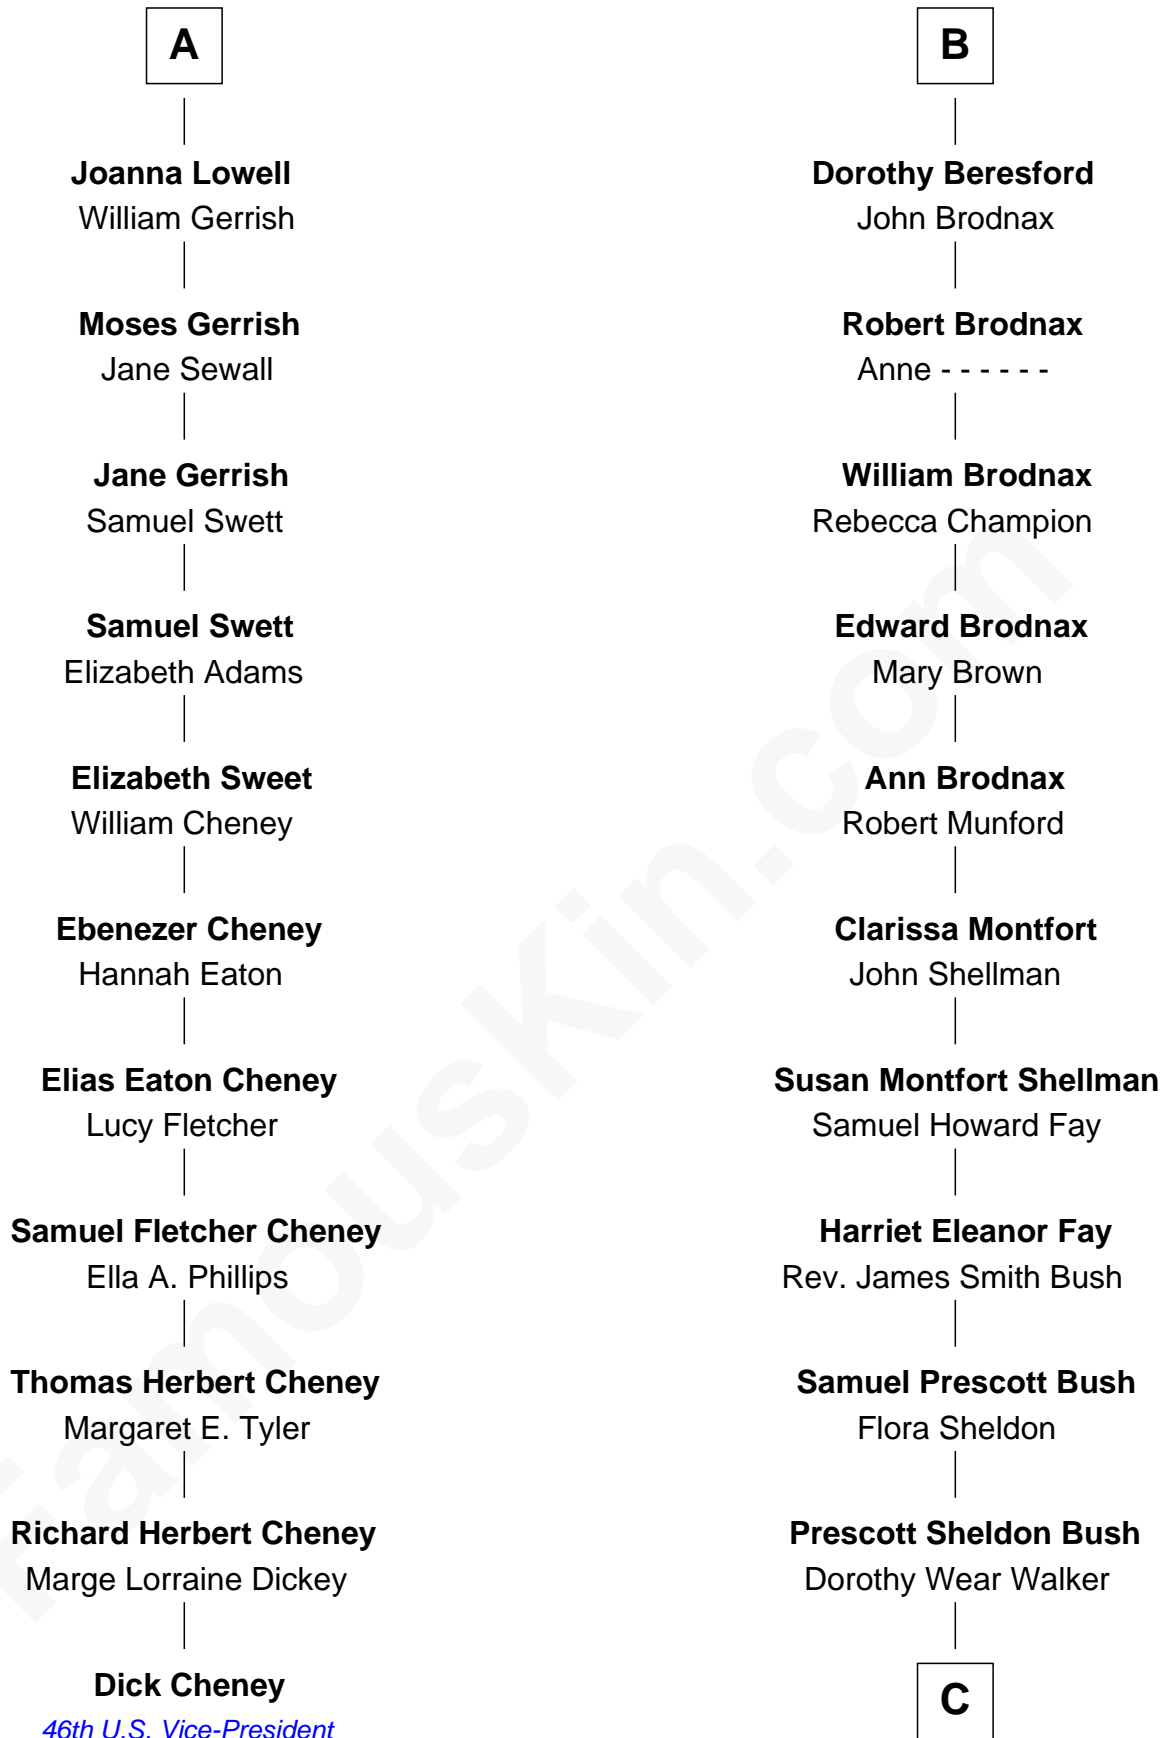 A
Joanna Lowell
William Gerrish
Moses Gerrish
Jane Sewall
Jane Gerrish
Samuel Swett
Samuel Swett
Elizabeth Adams
Elizabeth Sweet
William Cheney
Ebenezer Cheney
Hannah Eaton
Elias Eaton Cheney
Lucy Fletcher
Samuel Fletcher Cheney
Ella A. Phillips
Thomas Herbert Cheney
Margaret E. Tyler
Richard Herbert Cheney
Marge Lorraine Dickey
Dick Cheney
46th U.S. Vice-President
B
Dorothy Beresford
John Brodnax
Robert Brodnax
Anne - - - - - -
William Brodnax
Rebecca Champion
Edward Brodnax
Mary Brown
Ann Brodnax
Robert Munford
Clarissa Montfort
John Shellman
Susan Montfort Shellman
Samuel Howard Fay
Harriet Eleanor Fay
Rev. James Smith Bush
Samuel Prescott Bush
Flora Sheldon
Prescott Sheldon Bush
Dorothy Wear Walker
C
FamousKin.com